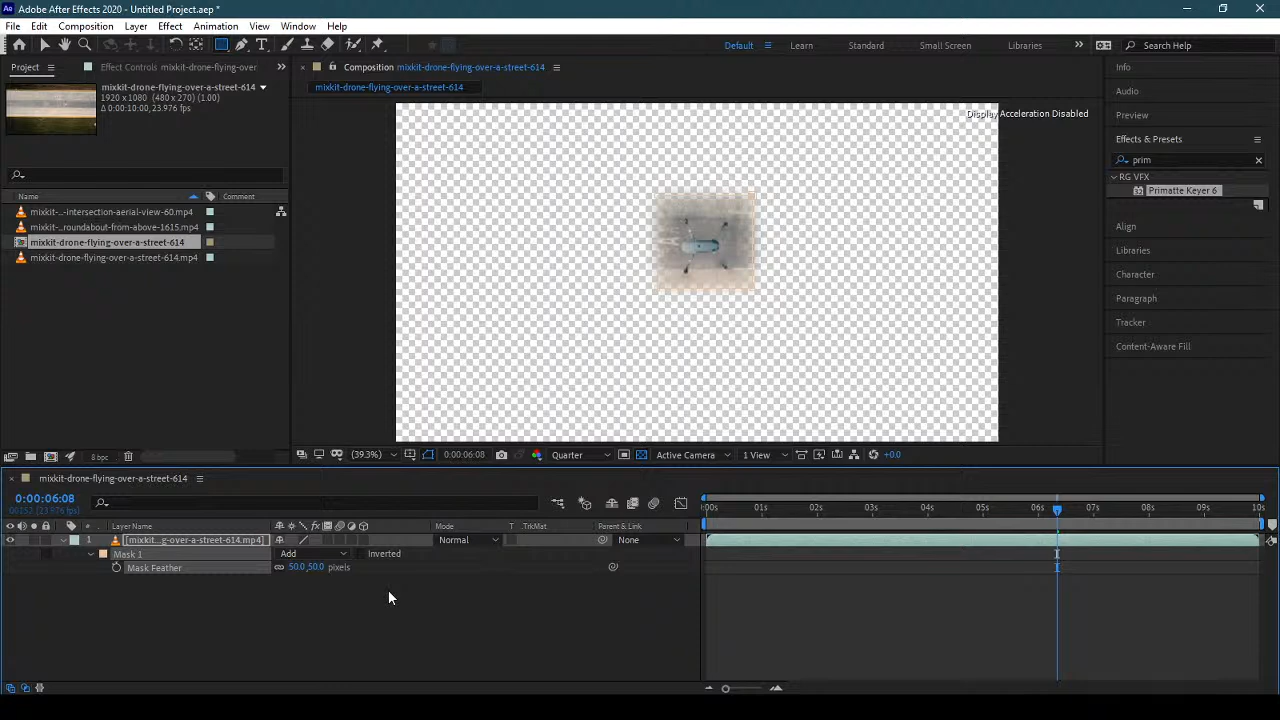 Adobe After Effects 2020 - Untitled Project.aep *
File Edit Composition Layer Effect Animation View Window Help
Default Learn Standard Small Screen Libraries Search Help
Project Effect Controls mixkit-drone-flying-over Composition mixkit-drone-flying-over-a-street-614 Info
mixkit-drone-flying-over-a-street-614
1920 x 1080 (480 x 270) (1.00)
Δ 0:00:10:00, 23.976 fps
mixkit-drone-flying-over-a-street-614
Display Acceleration Disabled
Audio
Preview
Effects & Presets
prim
RG VFX
Primatte Keyer 6
Align
Libraries
Character
Paragraph
Tracker
Content-Aware Fill
Name Comment
mixkit-...-intersection-aerial-view-60.mp4
mixkit-...roundabout-from-above-1615.mp4
mixkit-drone-flying-over-a-street-614
mixkit-drone-flying-over-a-street-614.mp4
8 bpc
(39.3%) 0:00:06:08 Quarter Active Camera 1 View +0.0
mixkit-drone-flying-over-a-street-614
0:00:06:08
00152 (23.976 fps)
:00s 01s 02s 03s 04s 05s 06s 07s 08s 09s 10s
# Layer Name Mode T .TrkMat Parent & Link
1 [mixkit...g-over-a-street-614.mp4] Normal None
Mask 1 Add Inverted
Mask Feather 50.0,50.0 pixels